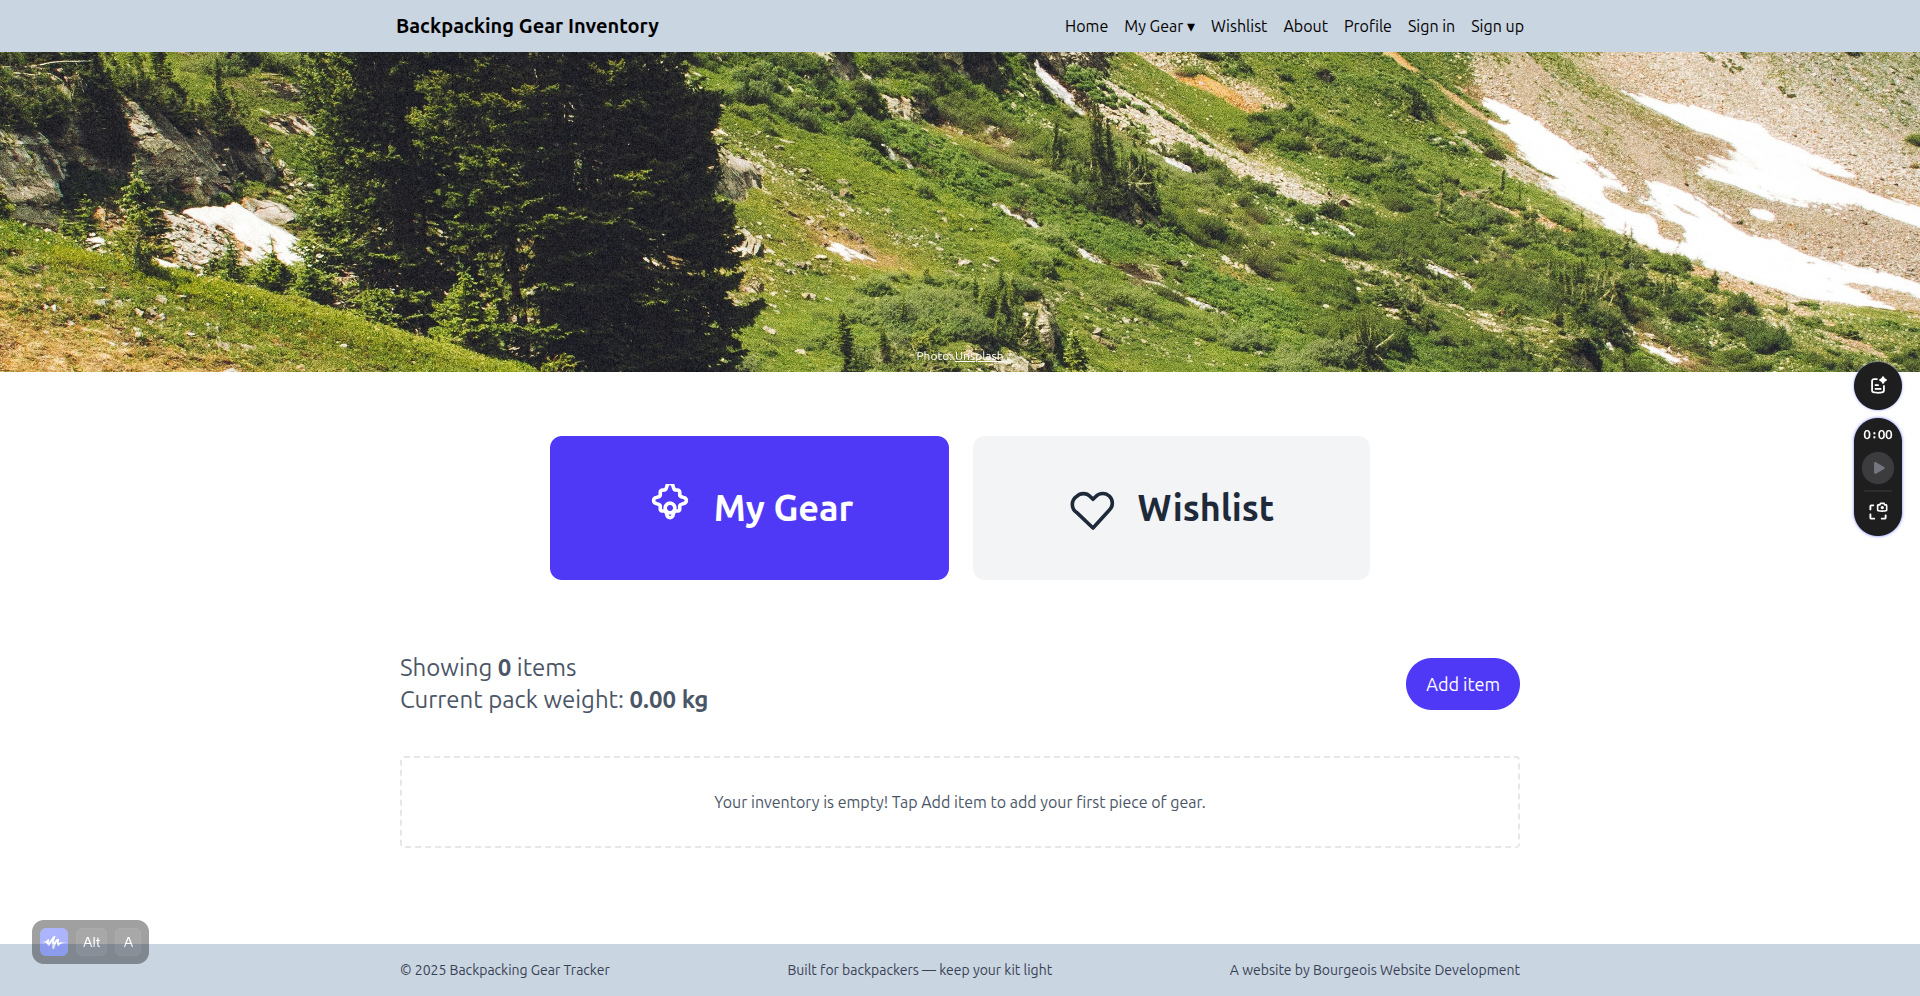 Backpacking Gear Inventory
Home My Gear ▾ Wishlist About Profile Sign in Sign up
Photo: Unsplash
0:00
My Gear
Wishlist
Showing 0 items
Current pack weight: 0.00 kg
Add item
Your inventory is empty! Tap Add item to add your first piece of gear.
Alt A
© 2025 Backpacking Gear Tracker
Built for backpackers — keep your kit light
A website by Bourgeois Website Development